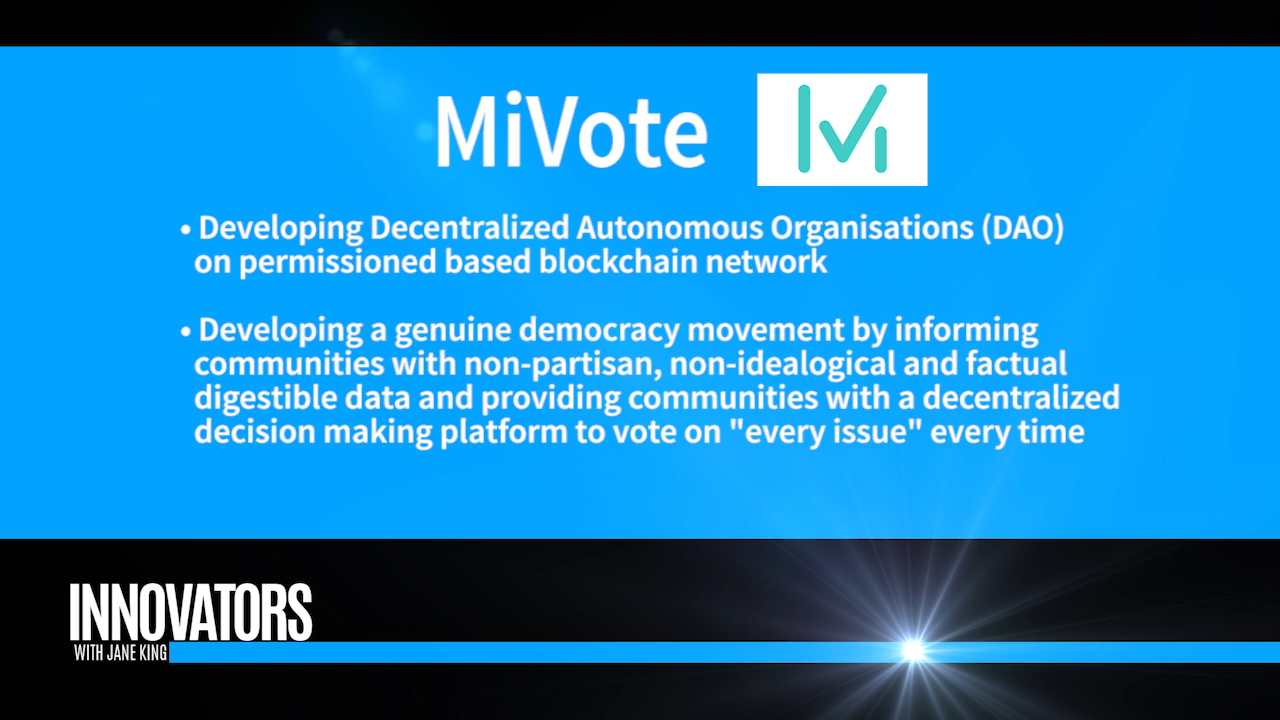 MiVote
• Developing Decentralized Autonomous Organisations (DAO)
on permissioned based blockchain network
• Developing a genuine democracy movement by informing
communities with non-partisan, non-idealogical and factual
digestible data and providing communities with a decentralized
decision making platform to vote on "every issue" every time
INNOVATORS
WITH JANE KING